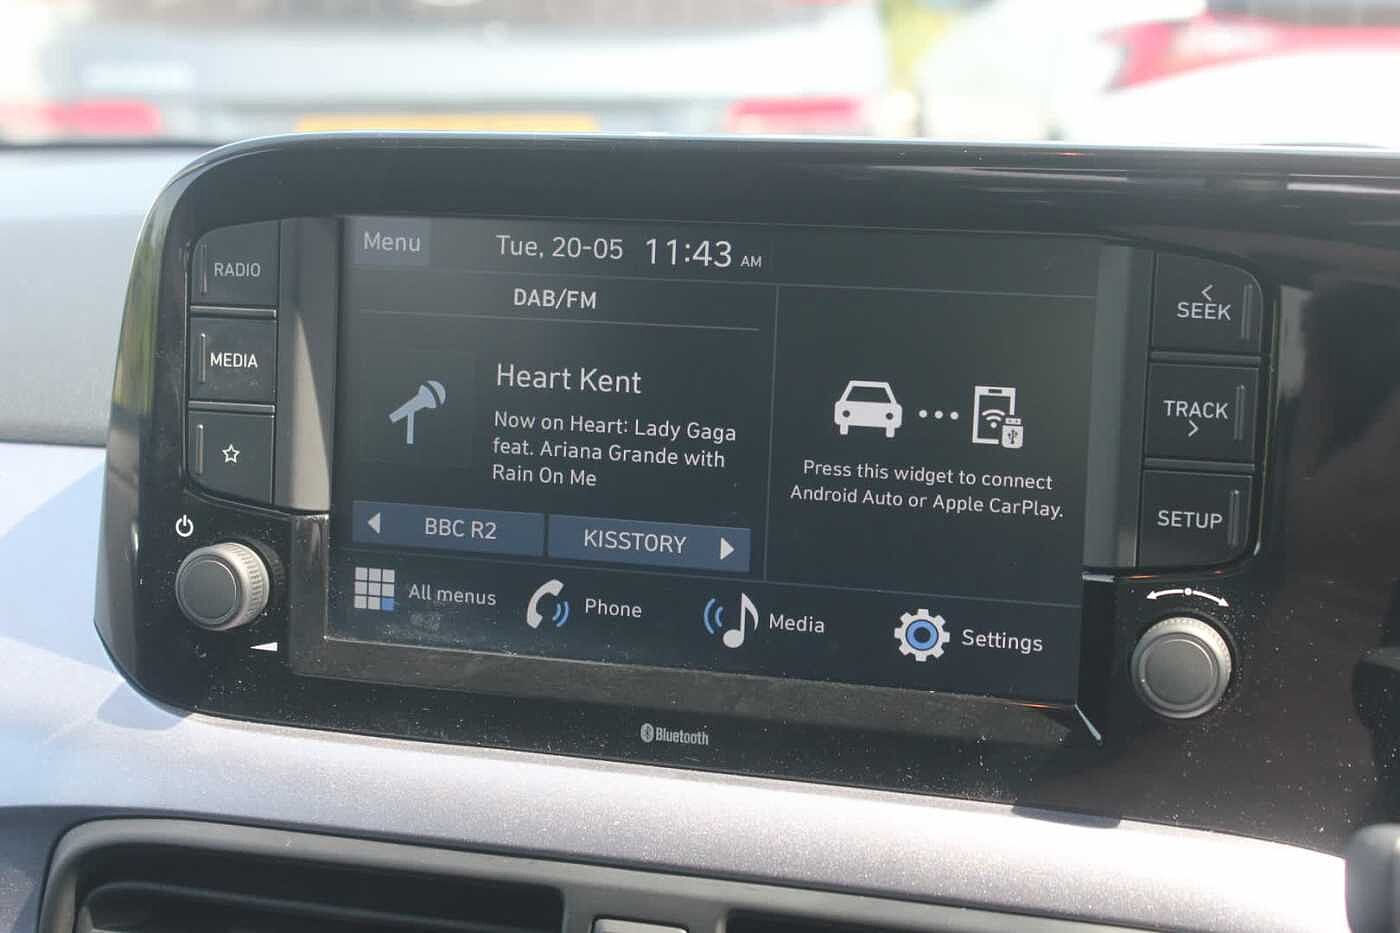 RADIO
MEDIA
Menu
Tue, 20-05 11:43 AM
DAB/FM
Heart Kent
Now on Heart: Lady Gaga
feat. Ariana Grande with
Rain On Me
BBC R2
KISSTORY
Press this widget to connect
Android Auto or Apple CarPlay.
All menus
Phone
Media
Settings
SEEK
TRACK
SETUP
Bluetooth